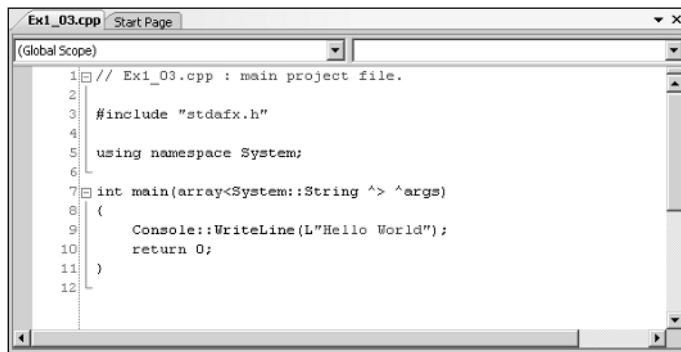 Ex1_03.cpp Start Page
(Global Scope)
1 // Ex1_03.cpp : main project file.
2
3 #include "stdafx.h"
4
5 using namespace System;
6
7 int main(array<System::String ^> ^args)
8 {
9     Console::WriteLine(L"Hello World");
10     return 0;
11 }
12